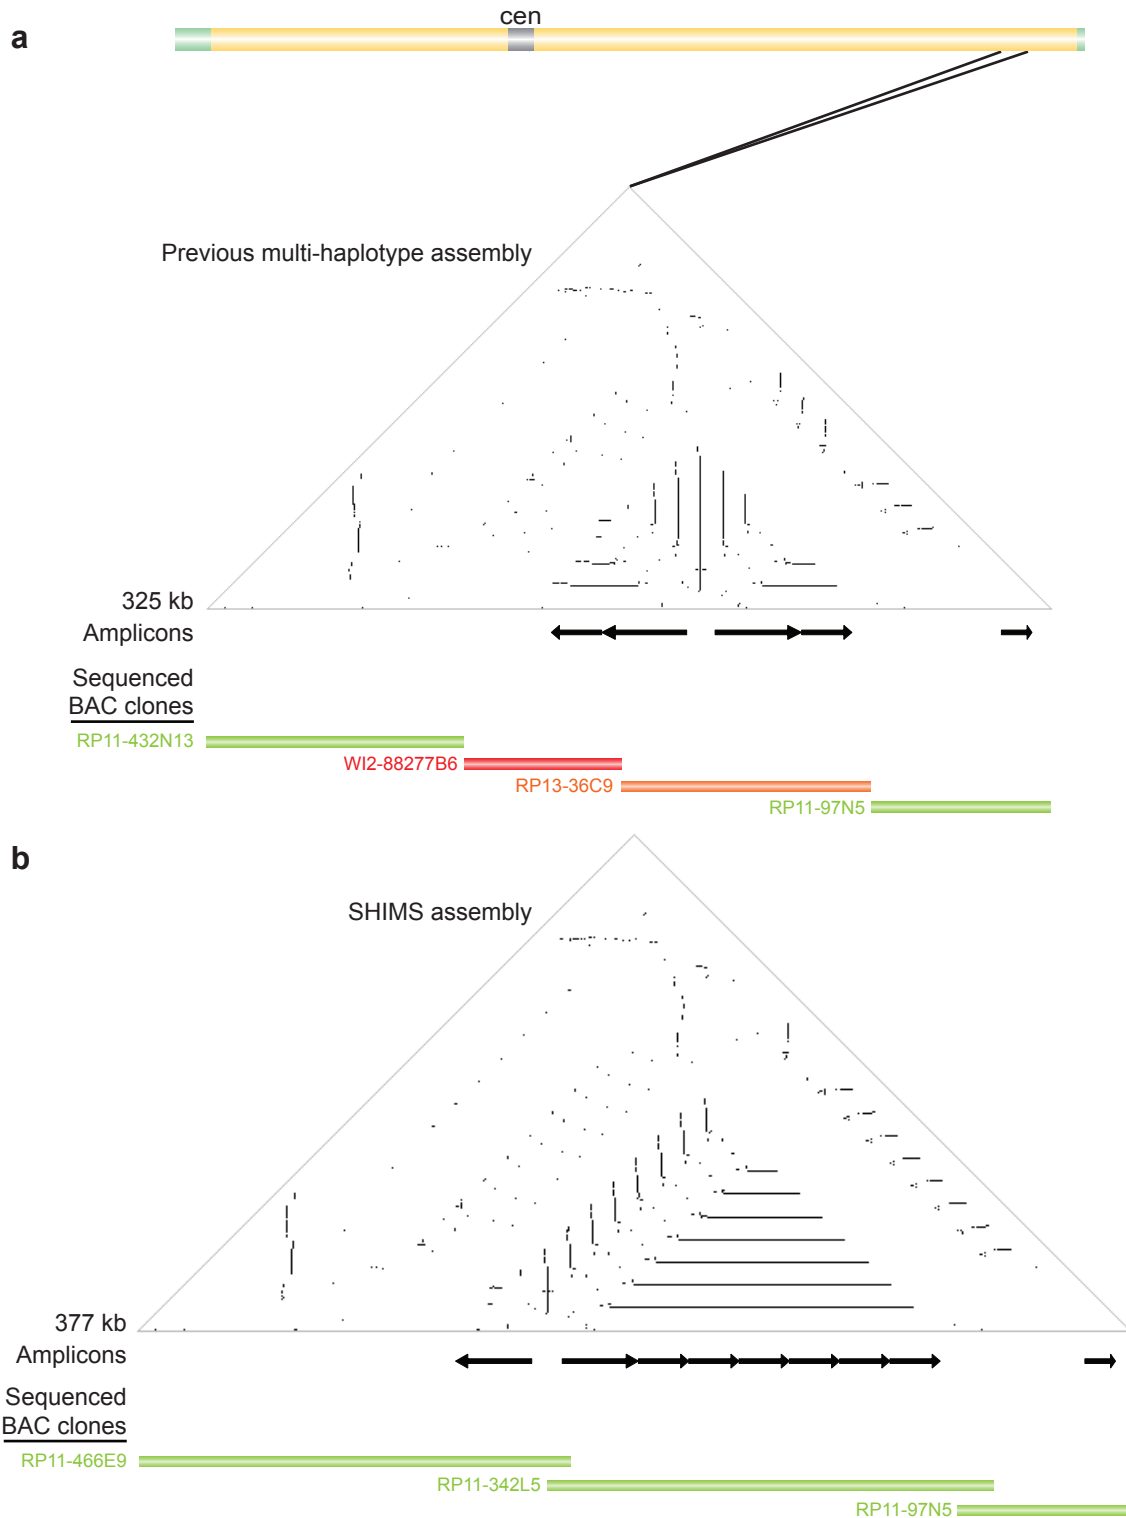 cen
a
Previous multi-haplotype assembly
325 kb
Amplicons
Sequenced
BAC clones
RP11-432N13
WI2-88277B6
RP13-36C9
RP11-97N5
b
SHIMS assembly
377 kb
Amplicons
Sequenced
BAC clones
RP11-466E9
RP11-342L5
RP11-97N5